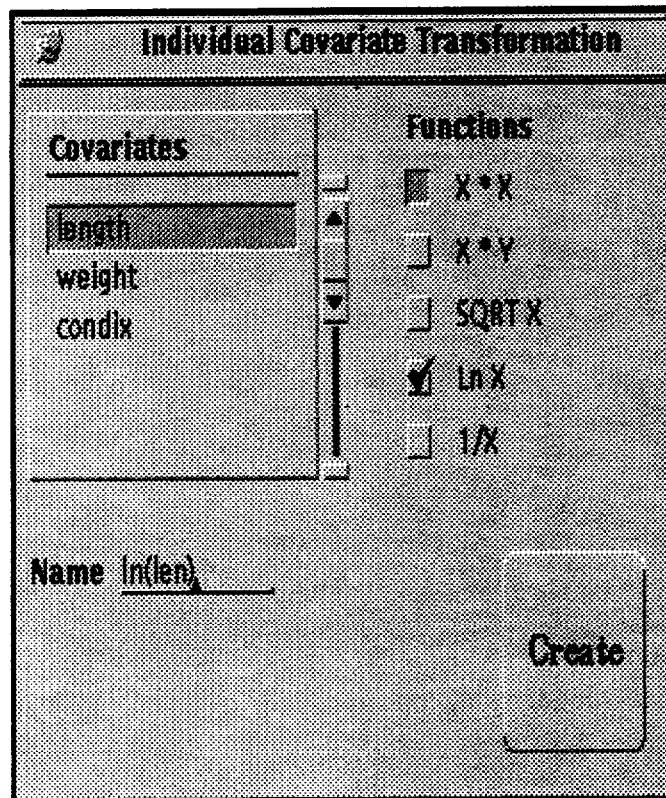 Individual Covariate Transformation
Covariates
length
weight
condix
Functions
X * X
X * Y
SQRT X
Ln X
1/X
Name ln(len)
Create